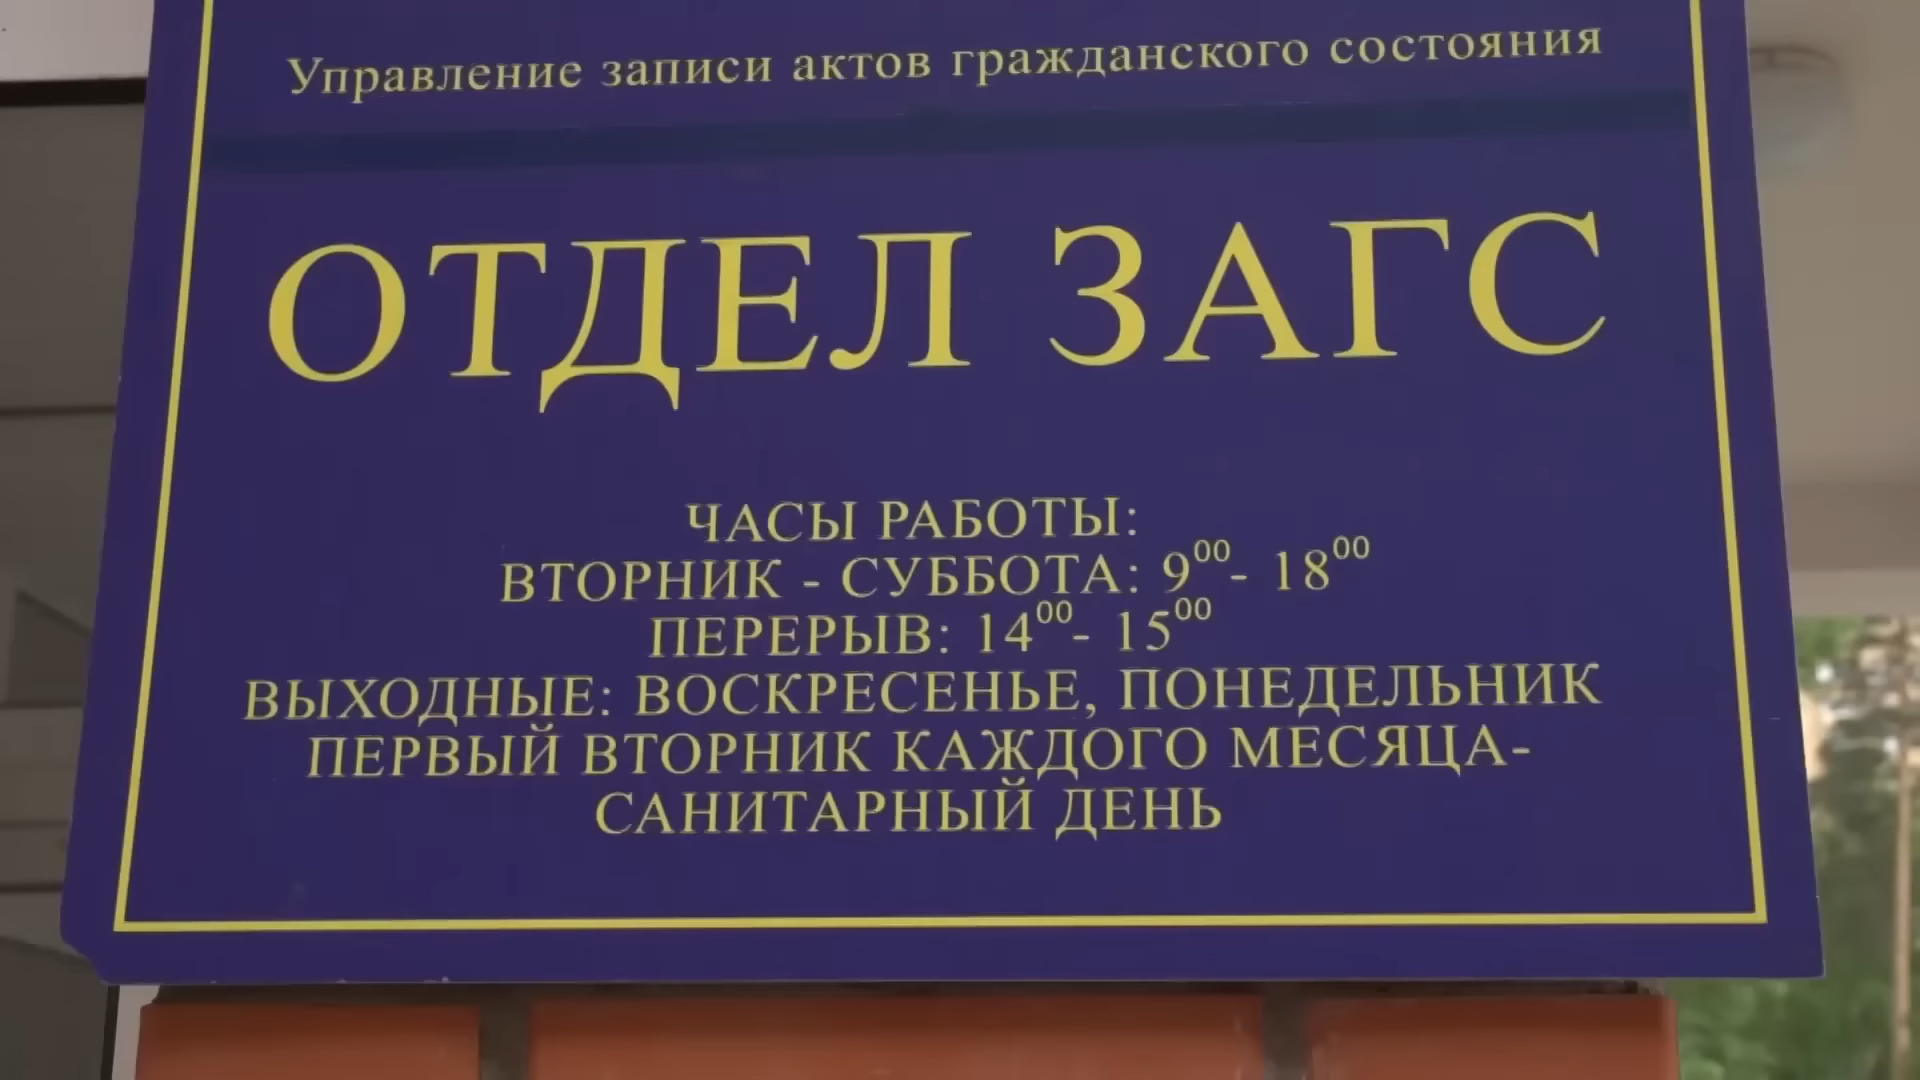 Управление записи актов гражданского состояния
ОТДЕЛ ЗАГС
ЧАСЫ РАБОТЫ:
ВТОРНИК - СУББОТА: 9⁰⁰- 18⁰⁰
ПЕРЕРЫВ: 14⁰⁰- 15⁰⁰
ВЫХОДНЫЕ: ВОСКРЕСЕНЬЕ, ПОНЕДЕЛЬНИК
ПЕРВЫЙ ВТОРНИК КАЖДОГО МЕСЯЦА-
САНИТАРНЫЙ ДЕНЬ